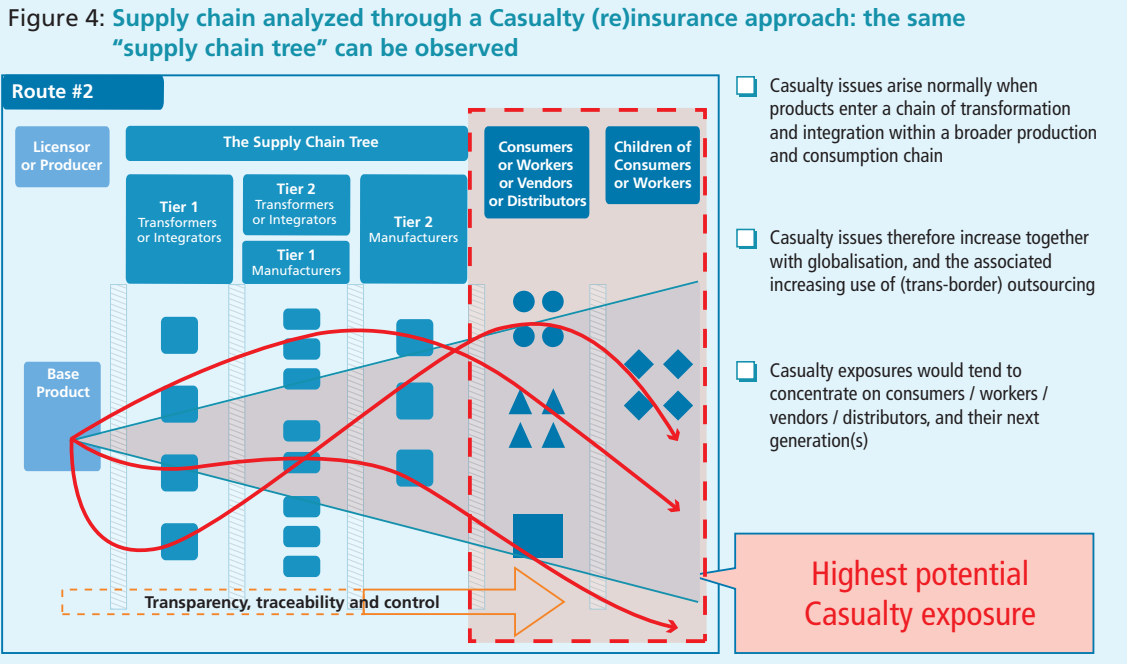 Figure 4: Supply chain analyzed through a Casualty (re)insurance approach: the same
“supply chain tree” can be observed
Route #2
Licensor
or Producer
The Supply Chain Tree
Tier 1
Transformers
or Integrators
Tier 2
Transformers
or Integrators
Tier 1
Manufacturers
Tier 2
Manufacturers
Consumers
or Workers
or Vendors
or Distributors
Children of
Consumers
or Workers
Base
Product
Transparency, traceability and control
Casualty issues arise normally when
products enter a chain of transformation
and integration within a broader production
and consumption chain
Casualty issues therefore increase together
with globalisation, and the associated
increasing use of (trans-border) outsourcing
Casualty exposures would tend to
concentrate on consumers / workers /
vendors / distributors, and their next
generation(s)
Highest potential
Casualty exposure